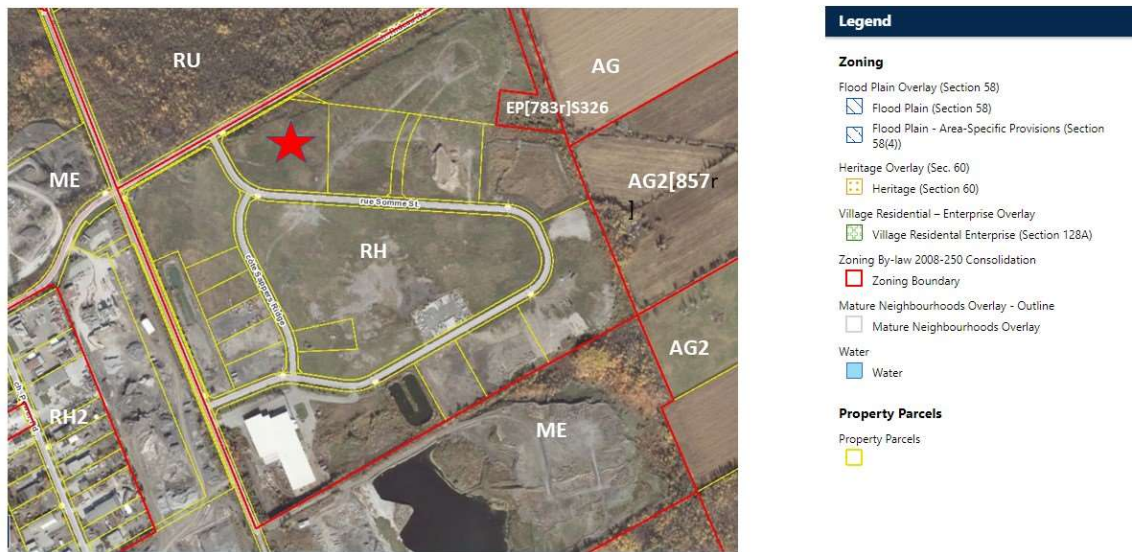 RU
AG
EP[783r]S326
ME
AG2[857r
]
rue Somme St
RH
côte Sappers Ridge
AG2
RH2
ME
Legend
Zoning
Flood Plain Overlay (Section 58)
Flood Plain (Section 58)
Flood Plain - Area-Specific Provisions (Section
58(4))
Heritage Overlay (Sec. 60)
Heritage (Section 60)
Village Residential – Enterprise Overlay
Village Residental Enterprise (Section 128A)
Zoning By-law 2008-250 Consolidation
Zoning Boundary
Mature Neighbourhoods Overlay - Outline
Mature Neighbourhoods Overlay
Water
Water
Property Parcels
Property Parcels